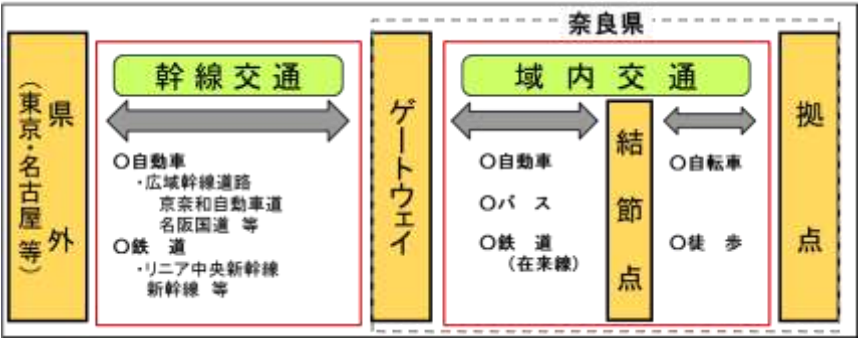 奈良県
県外
（東京・名古屋等）
幹線交通
○自動車
・広域幹線道路
京奈和自動車道
名阪国道 等
○鉄 道
・リニア中央新幹線
新幹線 等
ゲートウェイ
域内交通
○自動車
○バ ス
○鉄 道
（在来線）
結節点
○自転車
○徒 歩
拠点